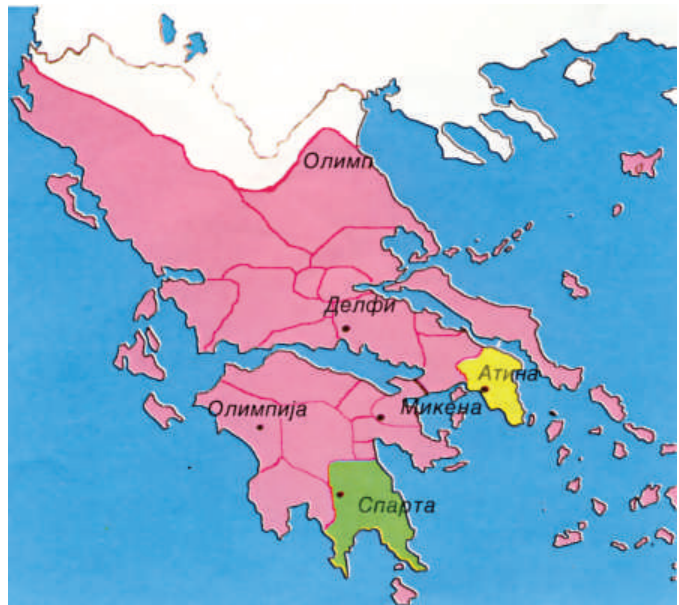 Олимп
Делфи
Атина
Олимпија
Микена
Спарта